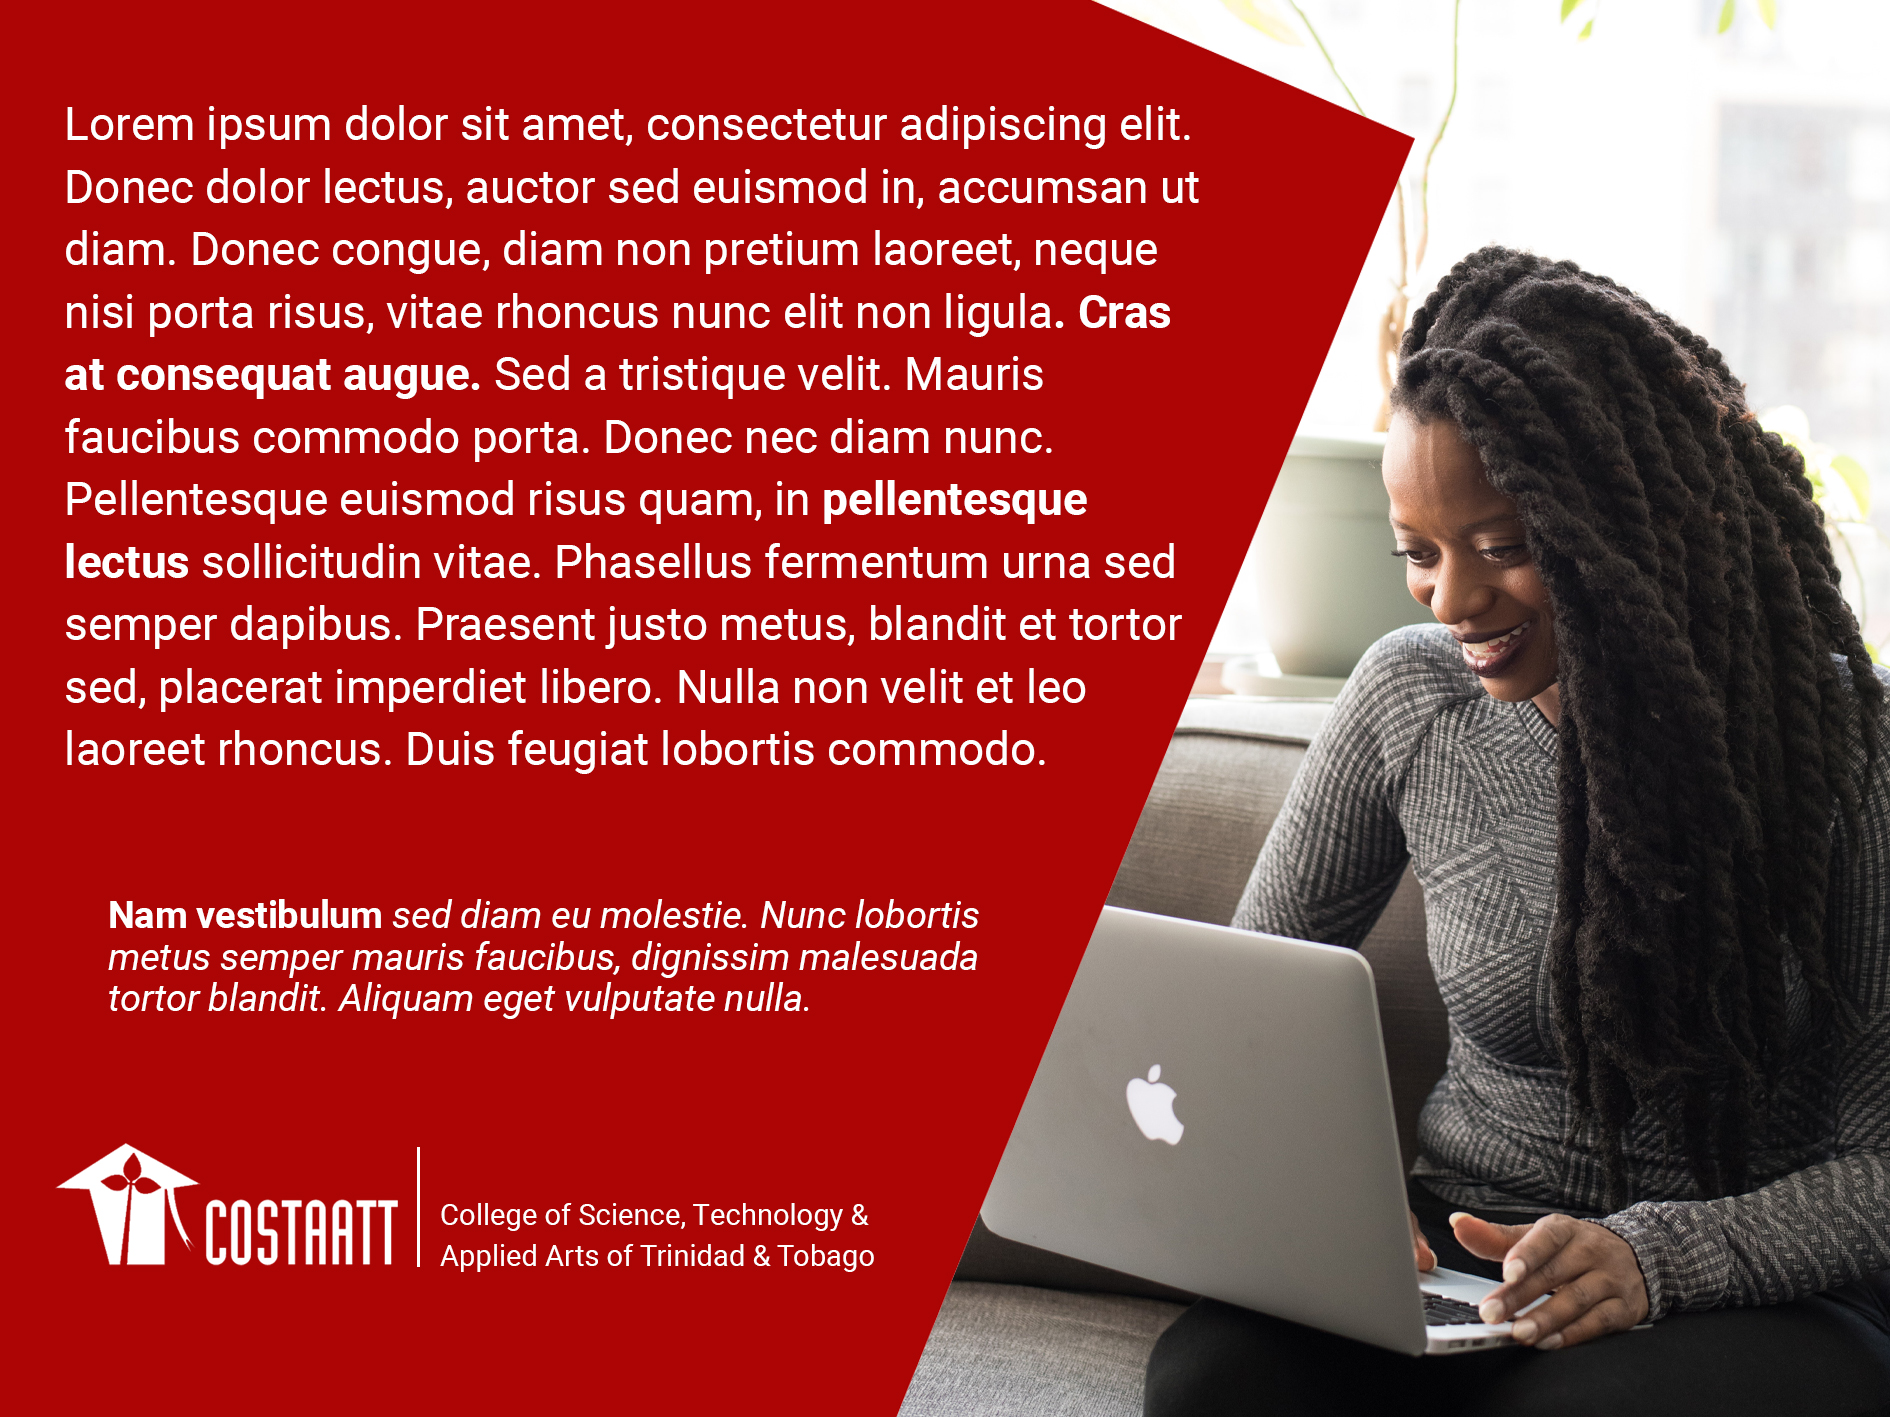 Lorem ipsum dolor sit amet, consectetur adipiscing elit.
Donec dolor lectus, auctor sed euismod in, accumsan ut
diam. Donec congue, diam non pretium laoreet, neque
nisi porta risus, vitae rhoncus nunc elit non ligula. Cras
at consequat augue. Sed a tristique velit. Mauris
faucibus commodo porta. Donec nec diam nunc.
Pellentesque euismod risus quam, in pellentesque
lectus sollicitudin vitae. Phasellus fermentum urna sed
semper dapibus. Praesent justo metus, blandit et tortor
sed, placerat imperdiet libero. Nulla non velit et leo
laoreet rhoncus. Duis feugiat lobortis commodo.
Nam vestibulum sed diam eu molestie. Nunc lobortis
metus semper mauris faucibus, dignissim malesuada
tortor blandit. Aliquam eget vulputate nulla.
COSTAATT
College of Science, Technology &
Applied Arts of Trinidad & Tobago